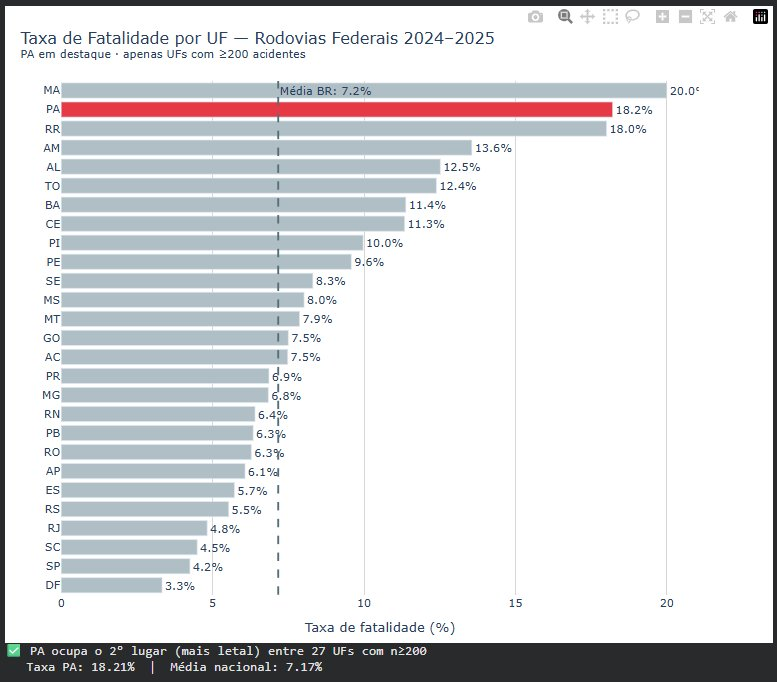 Taxa de Fatalidade por UF — Rodovias Federais 2024–2025
PA em destaque · apenas UFs com ≥200 acidentes
MA Média BR: 7.2% 20.0
PA 18.2%
RR 18.0%
AM 13.6%
AL 12.5%
TO 12.4%
BA 11.4%
CE 11.3%
PI 10.0%
PE 9.6%
SE 8.3%
MS 8.0%
MT 7.9%
GO 7.5%
AC 7.5%
PR 6.9%
MG 6.8%
RN 6.4%
PB 6.3%
RO 6.3%
AP 6.1%
ES 5.7%
RS 5.5%
RJ 4.8%
SC 4.5%
SP 4.2%
DF 3.3%
0 5 10 15 20
Taxa de fatalidade (%)
PA ocupa o 2º lugar (mais letal) entre 27 UFs com n≥200
Taxa PA: 18.21% | Média nacional: 7.17%